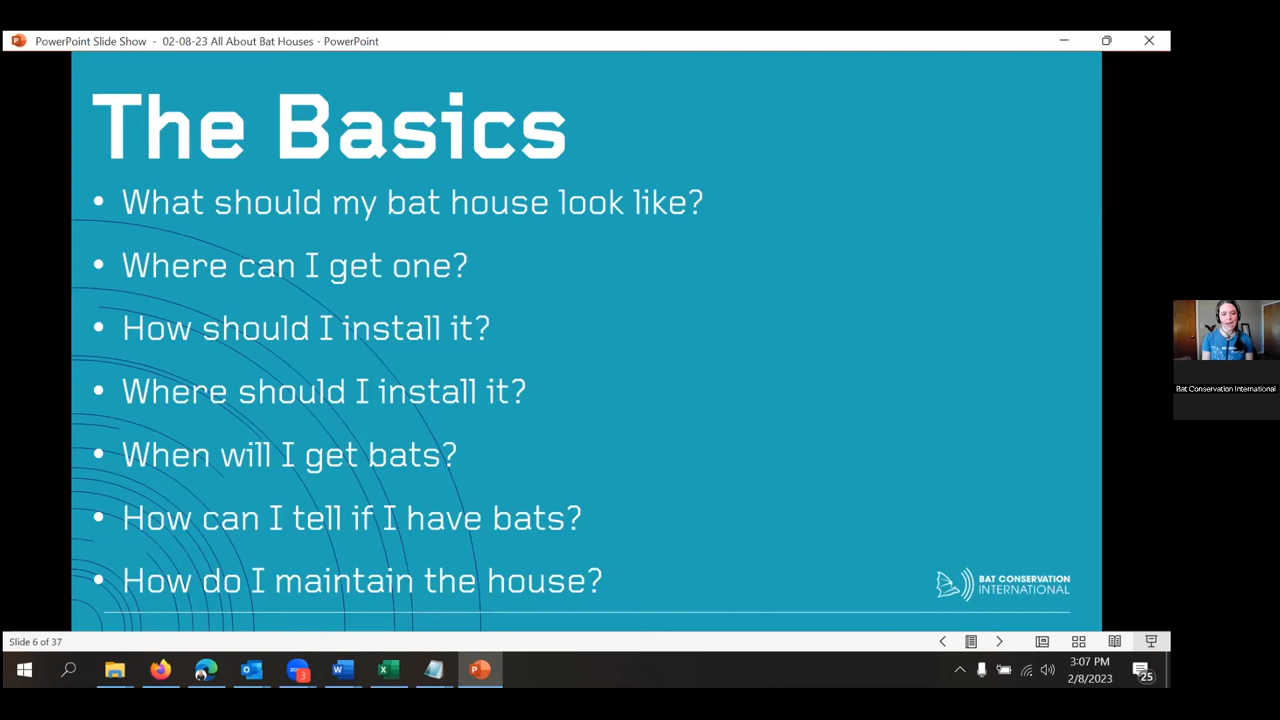 PowerPoint Slide Show - 02-08-23 All About Bat Houses - PowerPoint
The Basics
• What should my bat house look like?
• Where can I get one?
• How should I install it?
• Where should I install it?
• When will I get bats?
• How can I tell if I have bats?
• How do I maintain the house?
BAT CONSERVATION
INTERNATIONAL
Bat Conservation International
Slide 6 of 37
3:07 PM
2/8/2023
25